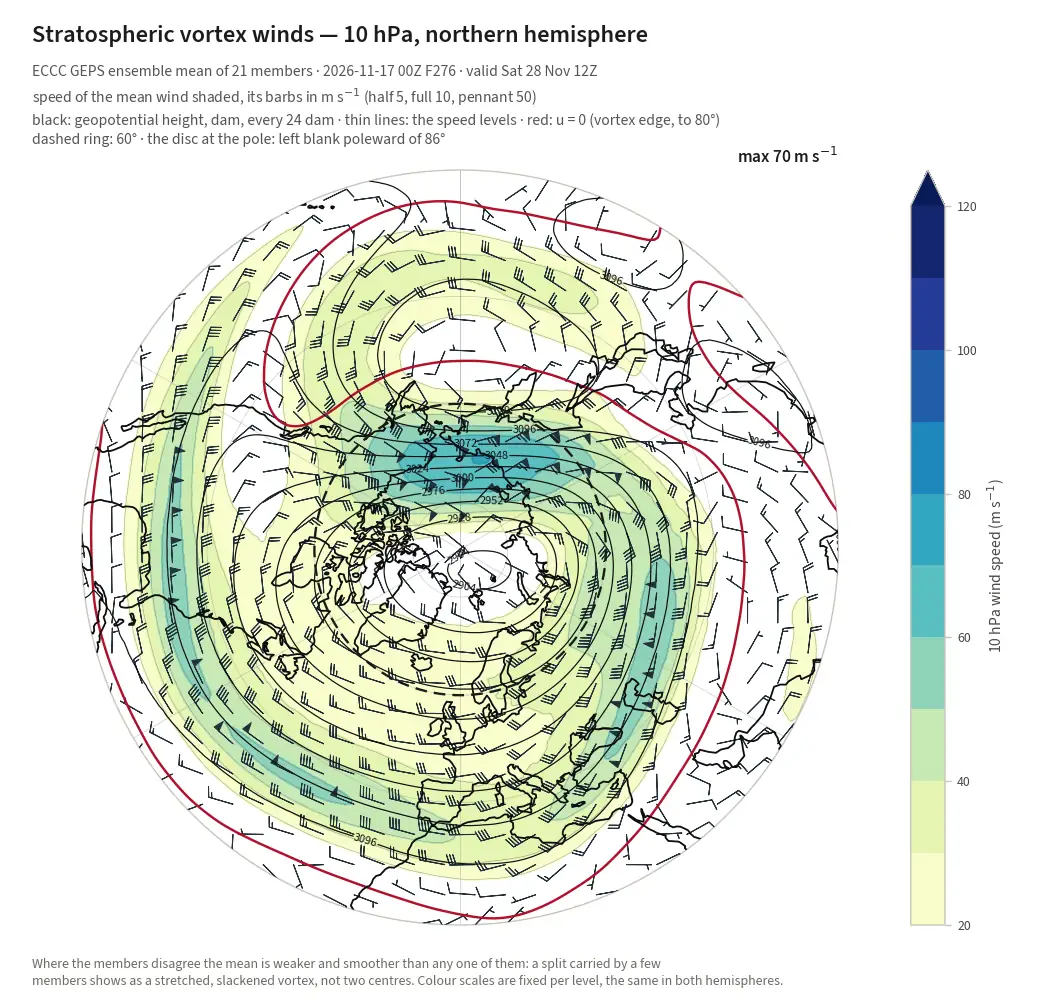 Stratospheric vortex winds — 10 hPa, northern hemisphere
ECCC GEPS ensemble mean of 21 members · 2026-11-17 00Z F276 · valid Sat 28 Nov 12Z
speed of the mean wind shaded, its barbs in m s⁻¹ (half 5, full 10, pennant 50)
black: geopotential height, dam, every 24 dam · thin lines: the speed levels · red: u = 0 (vortex edge, to 80°)
dashed ring: 60° · the disc at the pole: left blank poleward of 86°
max 70 m s⁻¹
120
100
80
60
40
20
10 hPa wind speed (m s⁻¹)
3096
3096
3072
3048
3096
3024
3000
2976
2952
2928
2904
3096
Where the members disagree the mean is weaker and smoother than any one of them: a split carried by a few
members shows as a stretched, slackened vortex, not two centres. Colour scales are fixed per level, the same in both hemispheres.